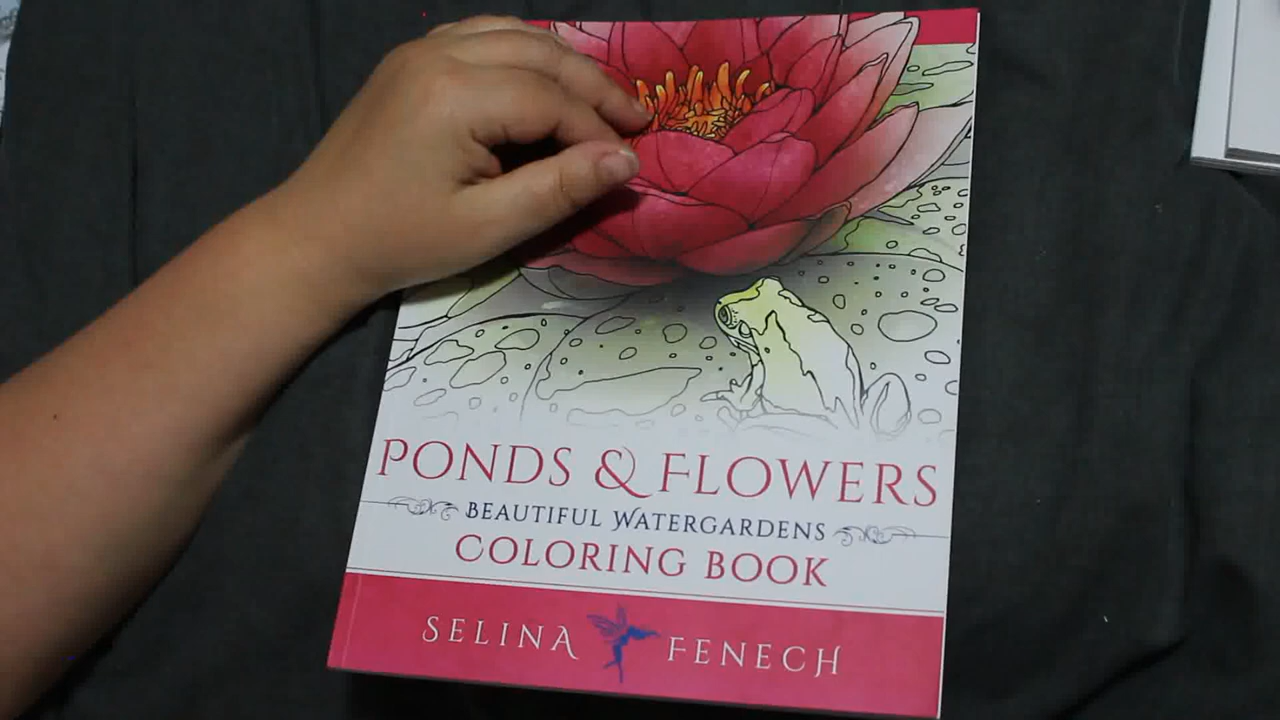 PONDS & FLOWERS
BEAUTIFUL WATERGARDENS
COLORING BOOK
SELINA FENECH